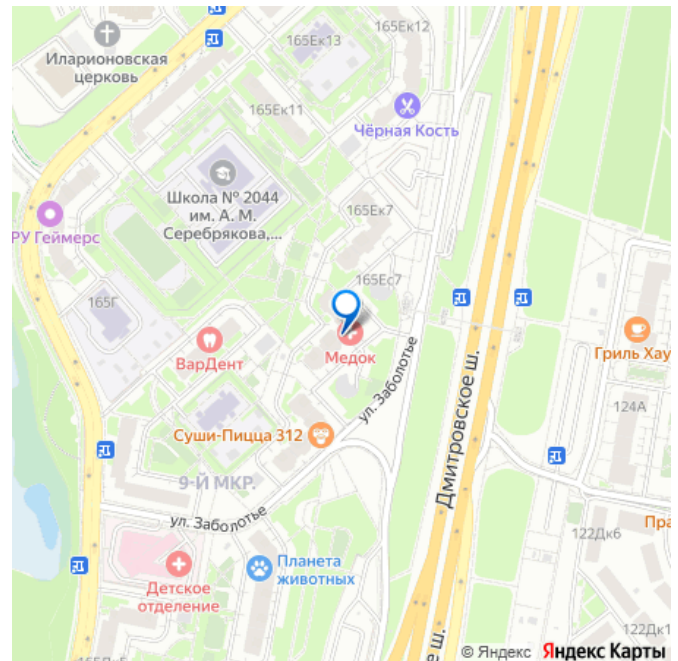 165Ек13
165Ек12
Иларионовская
церковь
165Ек11
Чёрная Кость
Школа № 2044
им. А. М.
Серебрякова,...
165Ек7
РУ Геймерс
165Ес7
165Г
ВарДент
Медок
Гриль Хау
ул. Заболотье
Дмитровское ш.
124А
Суши-Пицца 312
9-Й МКР.
ул. Заболотье
Пра
122Дк6
Планета
животных
Детское
отделение
122Дк1
е ш.
© Яндекс Яндекс Карты